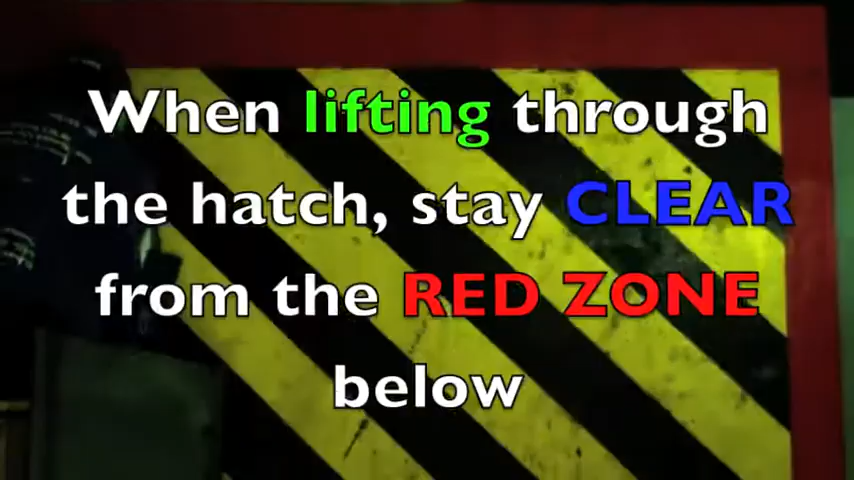 When lifting through
the hatch, stay CLEAR
from the RED ZONE
below